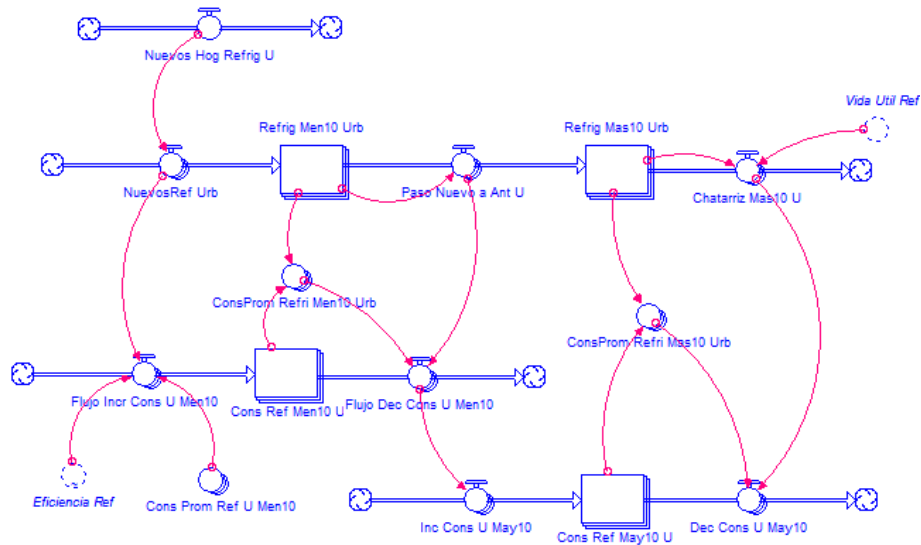 Nuevos Hog Refrig U
Vida Util Ref
Refrig Men10 Urb
Refrig Mas10 Urb
NuevosRef Urb
Paso Nuevo a Ant U
Chatarriz Mas10 U
ConsProm Refri Men10 Urb
ConsProm Refri Mas10 Urb
Flujo Incr Cons U Men10
Cons Ref Men10 U
Flujo Dec Cons U Men10
Eficiencia Ref
Cons Prom Ref U Men10
Inc Cons U May10
Cons Ref May10 U
Dec Cons U May10